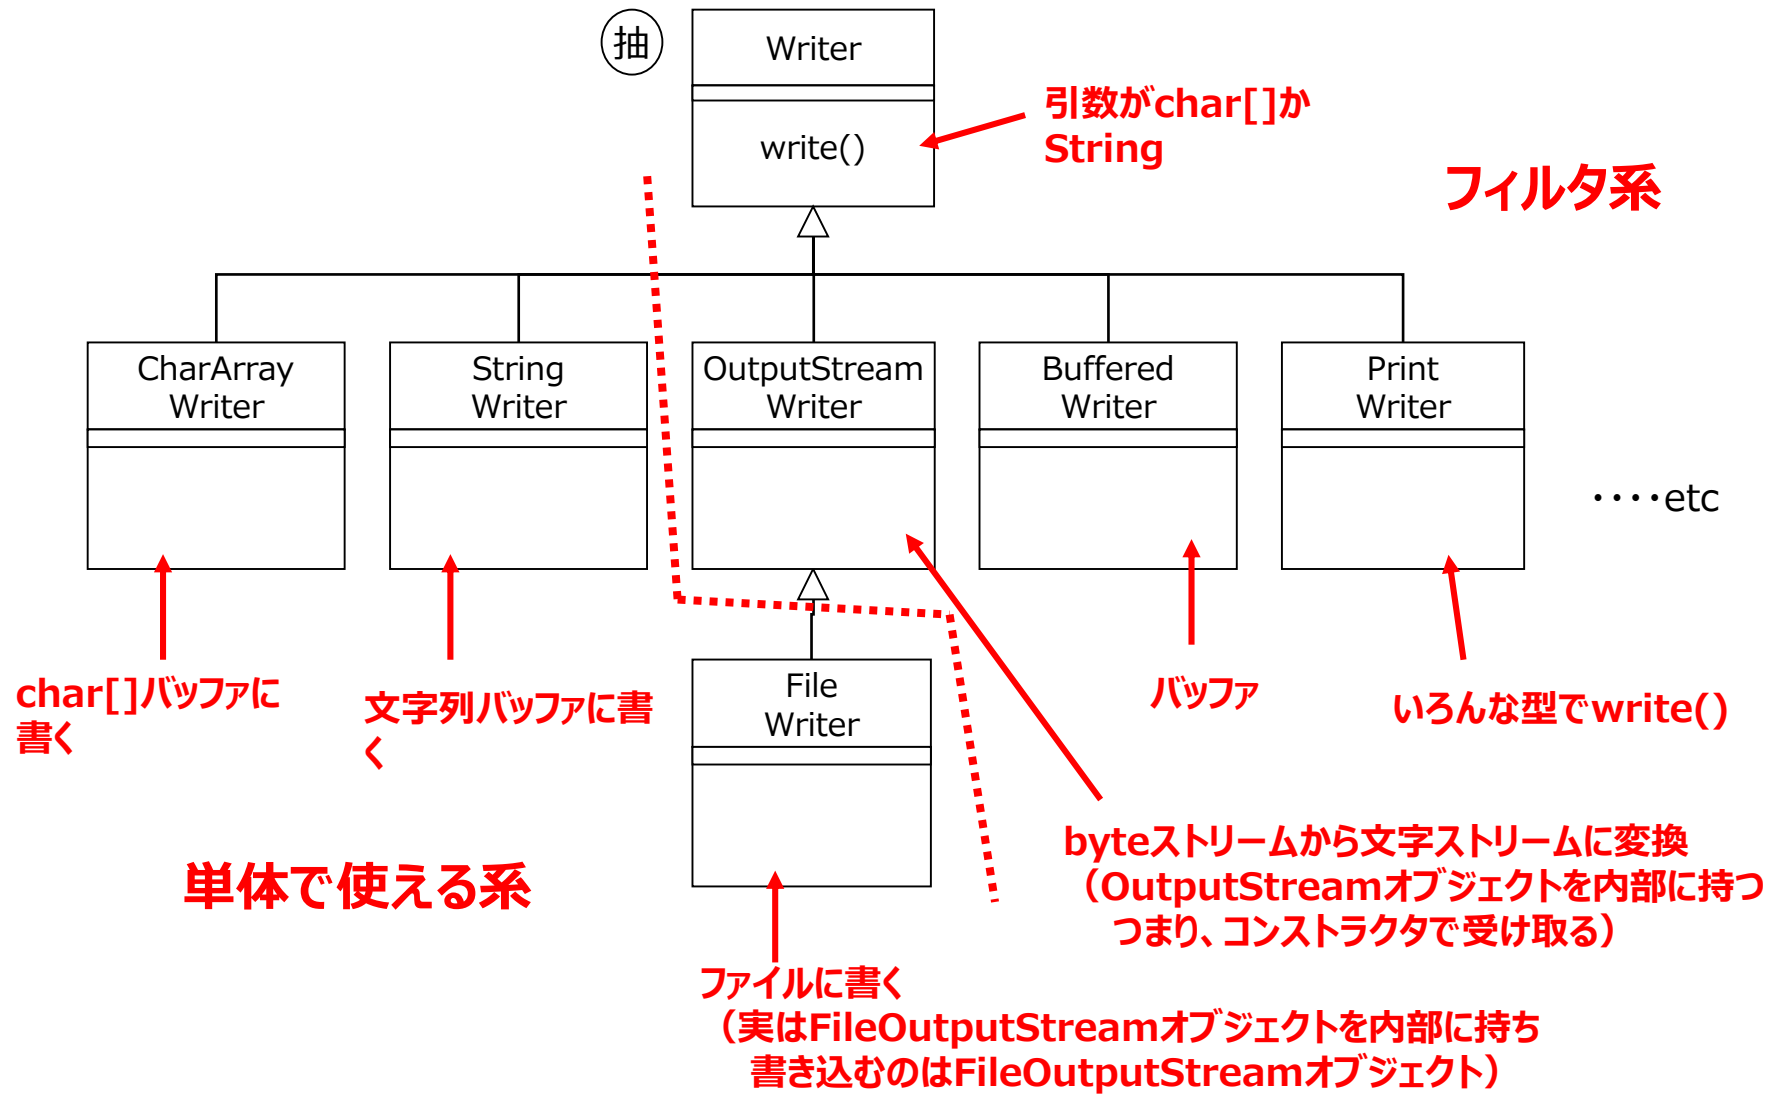 抽
Writer
write()
引数がchar[]か
String
フィルタ系
CharArray
Writer
String
Writer
OutputStream
Writer
Buffered
Writer
Print
Writer
‥‥etc
char[]バッファに
書く
文字列バッファに書
く
File
Writer
バッファ
いろんな型でwrite()
単体で使える系
byteストリームから文字ストリームに変換
（OutputStreamオブジェクトを内部に持つ
つまり、コンストラクタで受け取る）
ファイルに書く
（実はFileOutputStreamオブジェクトを内部に持ち
書き込むのはFileOutputStreamオブジェクト）